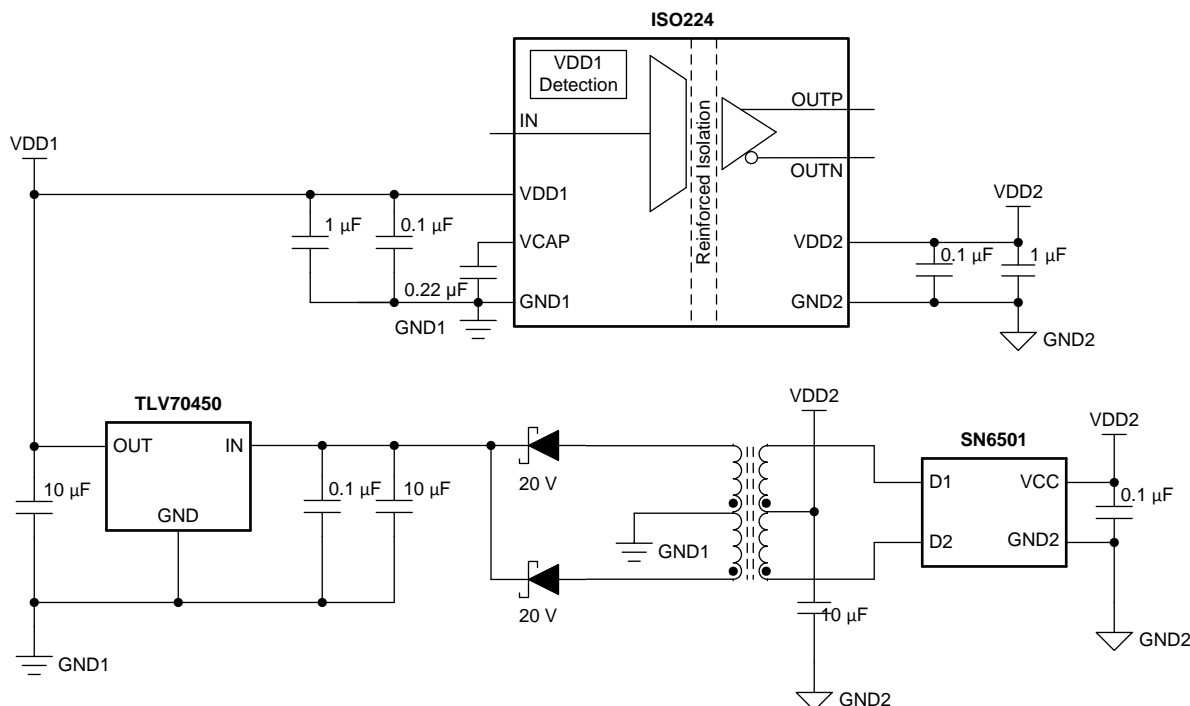 ISO224
VDD1
Detection
IN
Reinforced Isolation
OUTP
OUTN
VDD1
VDD1
1 µF
0.1 µF
VCAP
0.22 µF
GND1
GND1
VDD2
VDD2
0.1 µF
1 µF
GND2
GND2
TLV70450
OUT
IN
GND
10 µF
0.1 µF
10 µF
GND1
20 V
20 V
GND1
VDD2
10 µF
GND2
SN6501
D1
D2
VCC
GND2
VDD2
0.1 µF
GND2